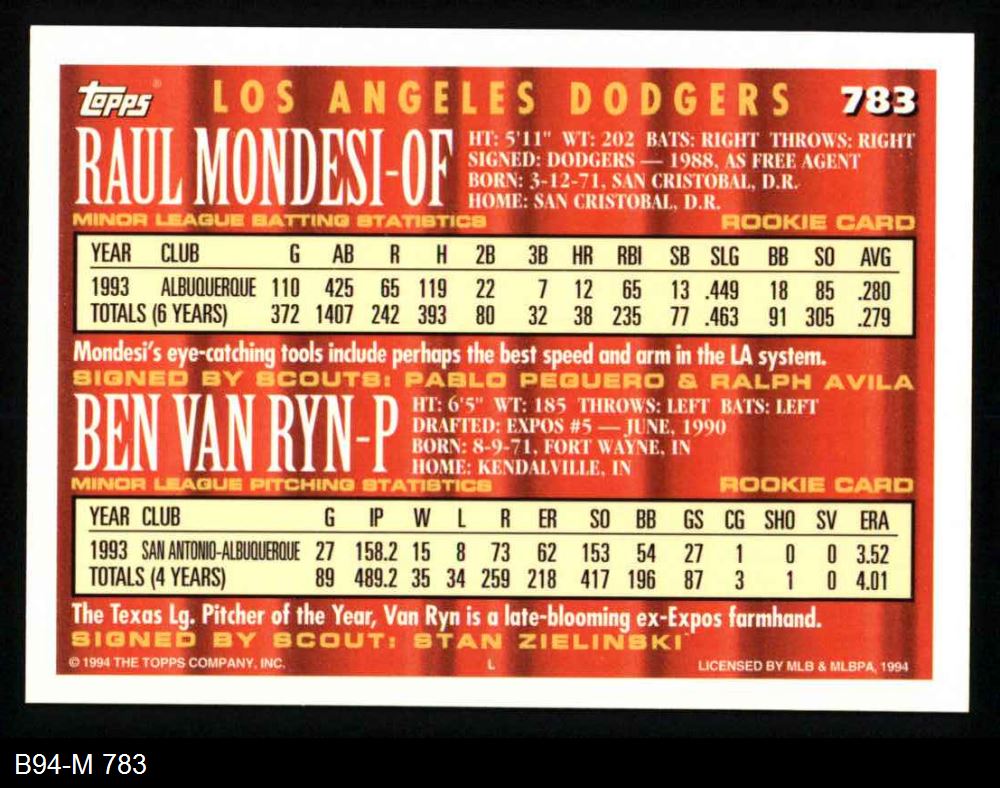 Topps LOS ANGELES DODGERS 783
RAUL MONDESI-OF
HT: 5'11" WT: 202 BATS: RIGHT THROWS: RIGHT
SIGNED: DODGERS — 1988, AS FREE AGENT
BORN: 3-12-71, SAN CRISTOBAL, D.R.
HOME: SAN CRISTOBAL, D.R.
MINOR LEAGUE BATTING STATISTICS ROOKIE CARD
YEAR CLUB G AB R H 2B 3B HR RBI SB SLG BB SO AVG
1993 ALBUQUERQUE 110 425 65 119 22 7 12 65 13 .449 18 85 .280
TOTALS (6 YEARS) 372 1407 242 393 80 32 38 235 77 .463 91 305 .279
Mondesi's eye-catching tools include perhaps the best speed and arm in the LA system.
SIGNED BY SCOUTS: PABLO PEGUERO & RALPH AVILA
BEN VAN RYN-P
HT: 6'5" WT: 185 THROWS: LEFT BATS: LEFT
DRAFTED: EXPOS #5 — JUNE, 1990
BORN: 8-9-71, FORT WAYNE, IN
HOME: KENDALVILLE, IN
MINOR LEAGUE PITCHING STATISTICS ROOKIE CARD
YEAR CLUB G IP W L R ER SO BB GS CG SHO SV ERA
1993 SAN ANTONIO-ALBUQUERQUE 27 158.2 15 8 73 62 153 54 27 1 0 0 3.52
TOTALS (4 YEARS) 89 489.2 35 34 259 218 417 196 87 3 1 0 4.01
The Texas Lg. Pitcher of the Year, Van Ryn is a late-blooming ex-Expos farmhand.
SIGNED BY SCOUT: STAN ZIELINSKI
© 1994 THE TOPPS COMPANY, INC. L LICENSED BY MLB & MLBPA, 1994
B94-M 783